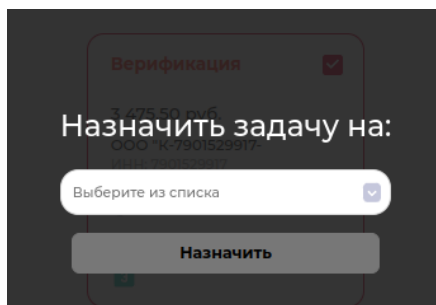 Верификация
3 475.50 руб.
Назначить задачу на:
ООО "К-7901529917-
ИНН: 7901529917
Выберите из списка
Назначить